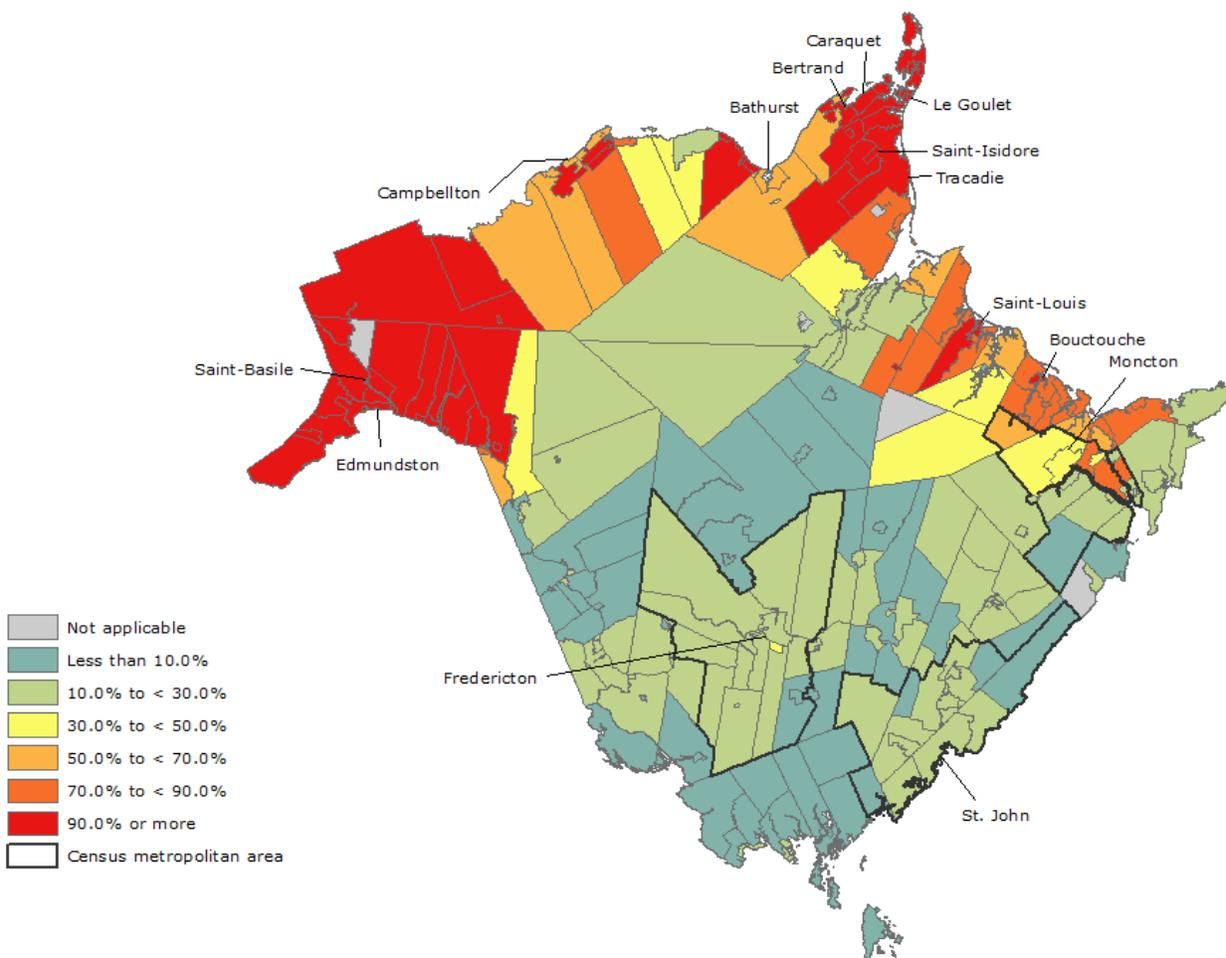 Caraquet
Bertrand
Bathurst
Le Goulet
Saint-Isidore
Tracadie
Campbellton
Saint-Louis
Bouctouche
Moncton
Saint-Basile
Edmundston
Fredericton
St. John
Not applicable
Less than 10.0%
10.0% to < 30.0%
30.0% to < 50.0%
50.0% to < 70.0%
70.0% to < 90.0%
90.0% or more
Census metropolitan area